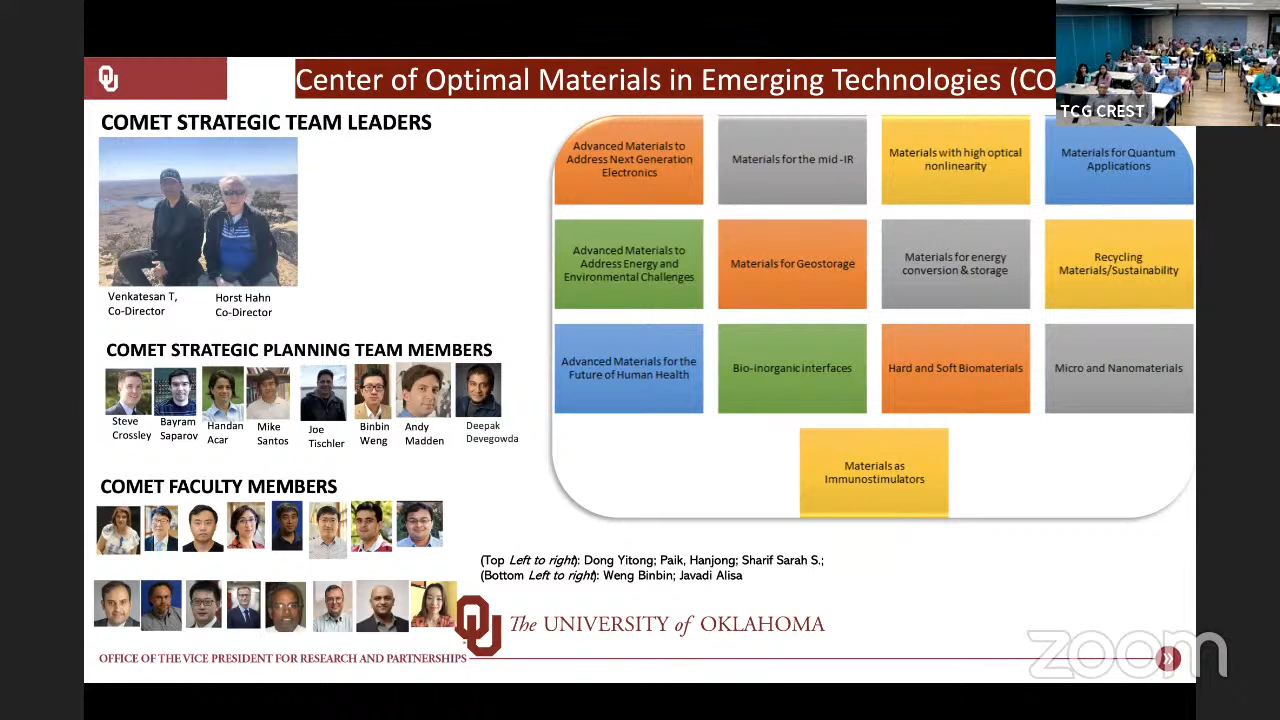 Center of Optimal Materials in Emerging Technologies (CO
TCG CREST
COMET STRATEGIC TEAM LEADERS
Venkatesan T,
Co-Director
Horst Hahn
Co-Director
COMET STRATEGIC PLANNING TEAM MEMBERS
Steve
Crossley
Bayram
Saparov
Handan
Acar
Mike
Santos
Joe
Tischler
Binbin
Weng
Andy
Madden
Deepak
Devegowda
COMET FACULTY MEMBERS
Advanced Materials to
Address Next Generation
Electronics
Materials for the mid -IR
Materials with high optical
nonlinearity
Materials for Quantum
Applications
Advanced Materials to
Address Energy and
Environmental Challenges
Materials for Geostorage
Materials for energy
conversion & storage
Recycling
Materials/Sustainability
Advanced Materials for the
Future of Human Health
Bio-inorganic interfaces
Hard and Soft Biomaterials
Micro and Nanomaterials
Materials as
Immunostimulators
(Top Left to right): Dong Yitong; Paik, Hanjong; Sharif Sarah S.;
(Bottom Left to right): Weng Binbin; Javadi Alisa
The UNIVERSITY of OKLAHOMA
OFFICE OF THE VICE PRESIDENT FOR RESEARCH AND PARTNERSHIPS
zoom